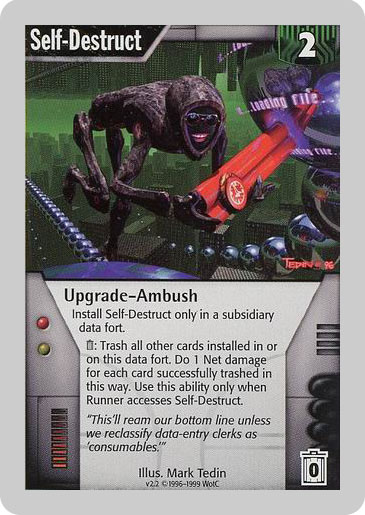 Self-Destruct
2
...Loading File...
TEDIN © 96
Upgrade–Ambush
Install Self-Destruct only in a subsidiary
data fort.
: Trash all other cards installed in or
on this data fort. Do 1 Net damage
for each card successfully trashed in
this way. Use this ability only when
Runner accesses Self-Destruct.
“This’ll ream our bottom line unless
we reclassify data-entry clerks as
‘consumables.’”
Illus. Mark Tedin
v2.2 ©1996–1999 WotC
0